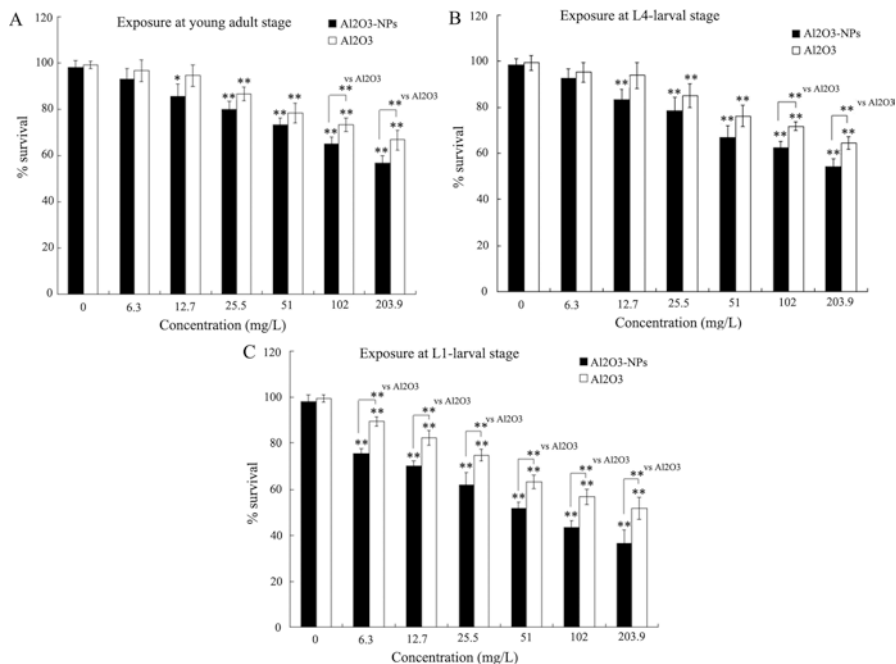 A
Exposure at young adult stage
Al2O3-NPs
Al2O3
120
100
80
60
40
20
0
% survival
*
** **
** **
vs Al2O3
**
** **
vs Al2O3
**
** **
0 6.3 12.7 25.5 51 102 203.9
Concentration (mg/L)
B
Exposure at L4-larval stage
Al2O3-NPs
Al2O3
120
100
80
60
40
20
0
% survival
**
** **
** **
vs Al2O3
**
** **
vs Al2O3
**
** **
0 6.3 12.7 25.5 51 102 203.9
Concentration (mg/L)
C
Exposure at L1-larval stage
Al2O3-NPs
Al2O3
120
100
80
60
40
20
0
% survival
vs Al2O3
**
** **
vs Al2O3
**
** **
vs Al2O3
**
** **
vs Al2O3
**
** **
vs Al2O3
**
** **
vs Al2O3
**
** **
0 6.3 12.7 25.5 51 102 203.9
Concentration (mg/L)